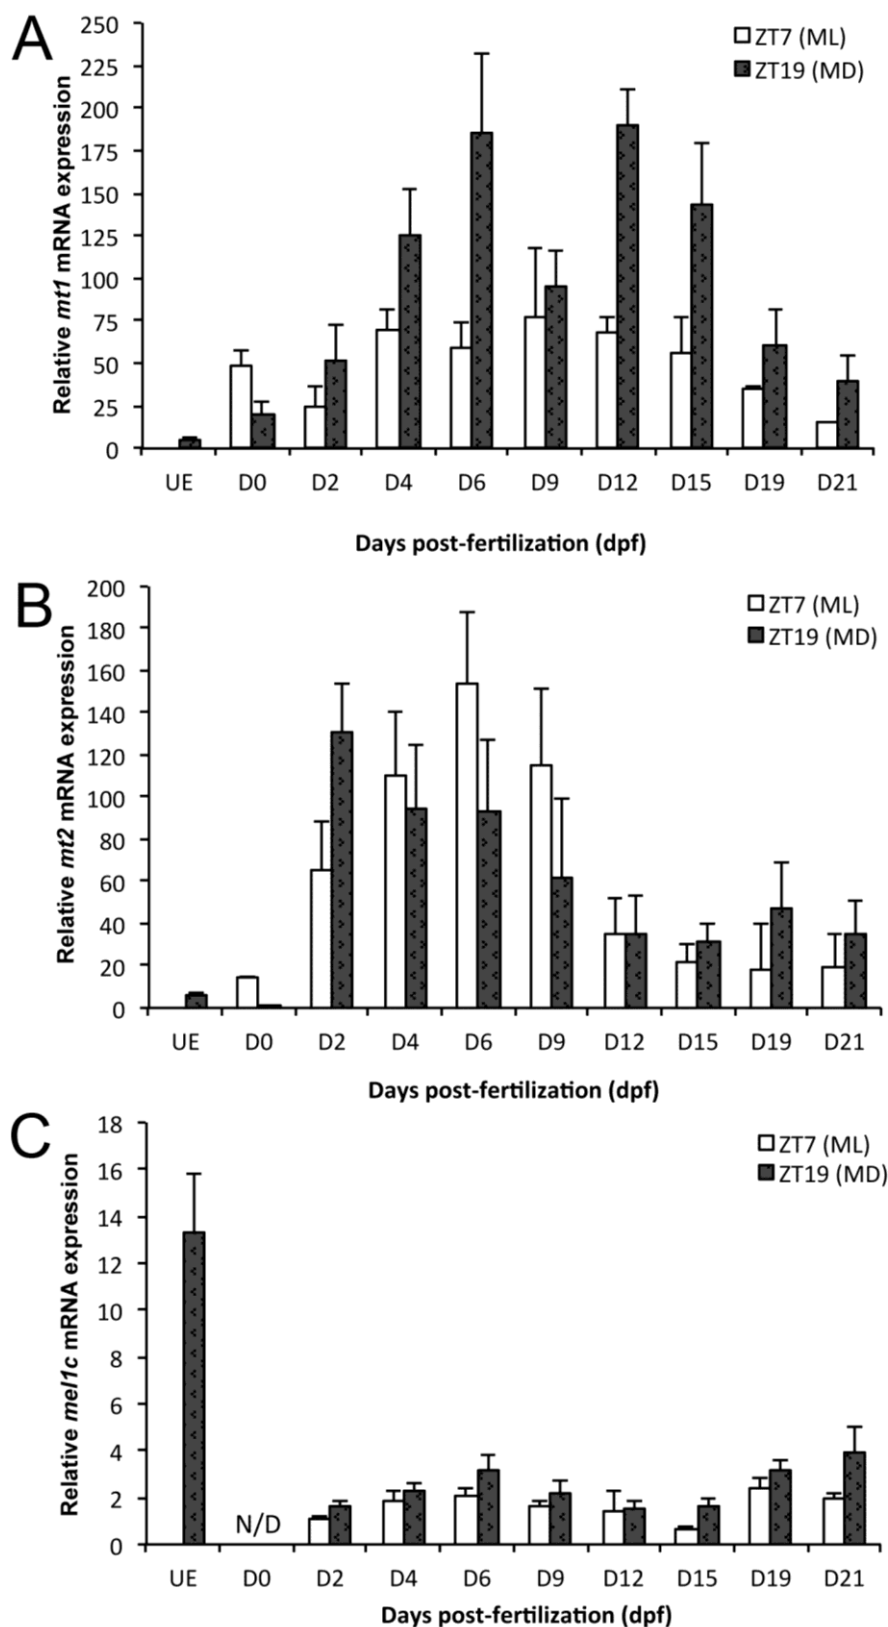 A
Relative mt1 mRNA expression
250
225
200
175
150
125
100
75
50
25
0
ZT7 (ML)
ZT19 (MD)
UE D0 D2 D4 D6 D9 D12 D15 D19 D21
Days post-fertilization (dpf)
B
Relative mt2 mRNA expression
200
180
160
140
120
100
80
60
40
20
0
ZT7 (ML)
ZT19 (MD)
UE D0 D2 D4 D6 D9 D12 D15 D19 D21
Days post-fertilization (dpf)
C
Relative mel1c mRNA expression
18
16
14
12
10
8
6
4
2
0
ZT7 (ML)
ZT19 (MD)
N/D
UE D0 D2 D4 D6 D9 D12 D15 D19 D21
Days post-fertilization (dpf)